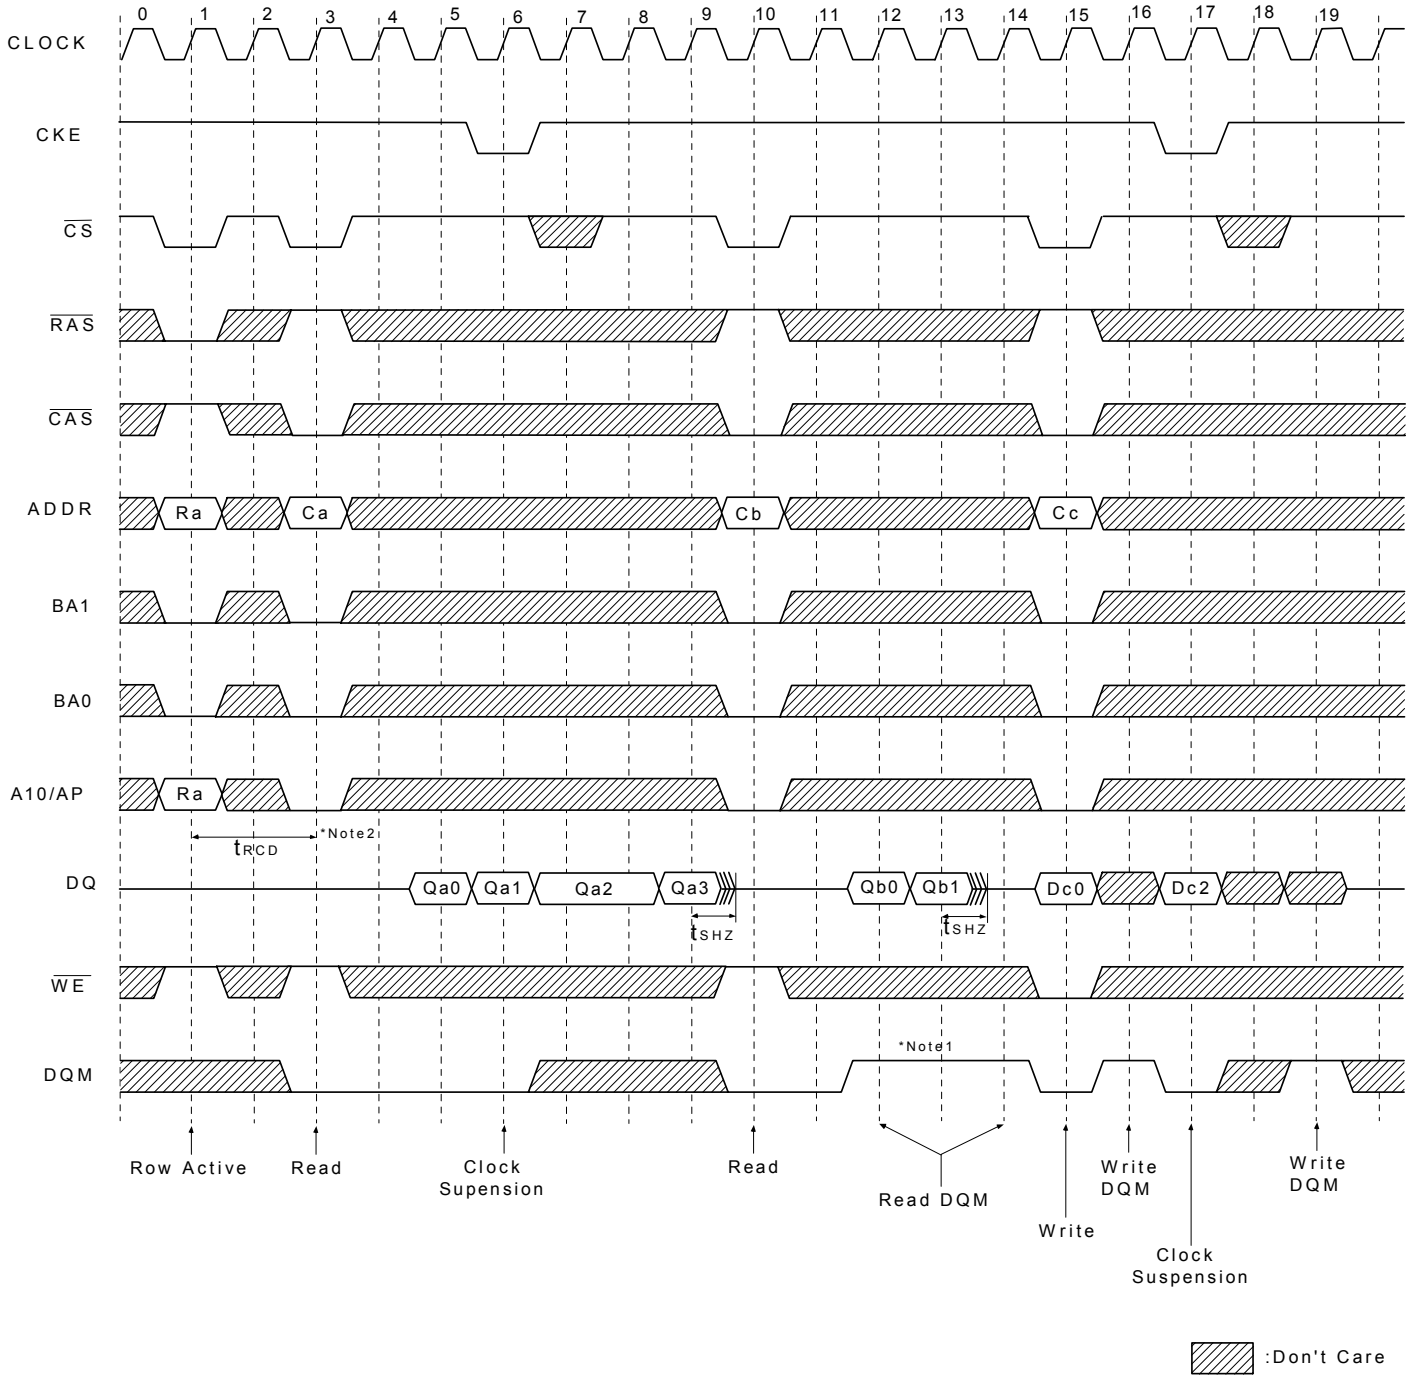 0 1 2 3 4 5 6 7 8 9 10 11 12 13 14 15 16 17 18 19
CLOCK
CKE
CS
RAS
CAS
ADDR Ra Ca Cb Cc
BA1
BA0
A10/AP Ra
tRCD *Note2
DQ Qa0 Qa1 Qa2 Qa3 Qb0 Qb1 Dc0 Dc2
tSHZ tSHZ
WE
*Note1
DQM
Row Active Read Clock Read Write Write
Supension DQM DQM
Read DQM
Write
Clock
Suspension
:Don't Care